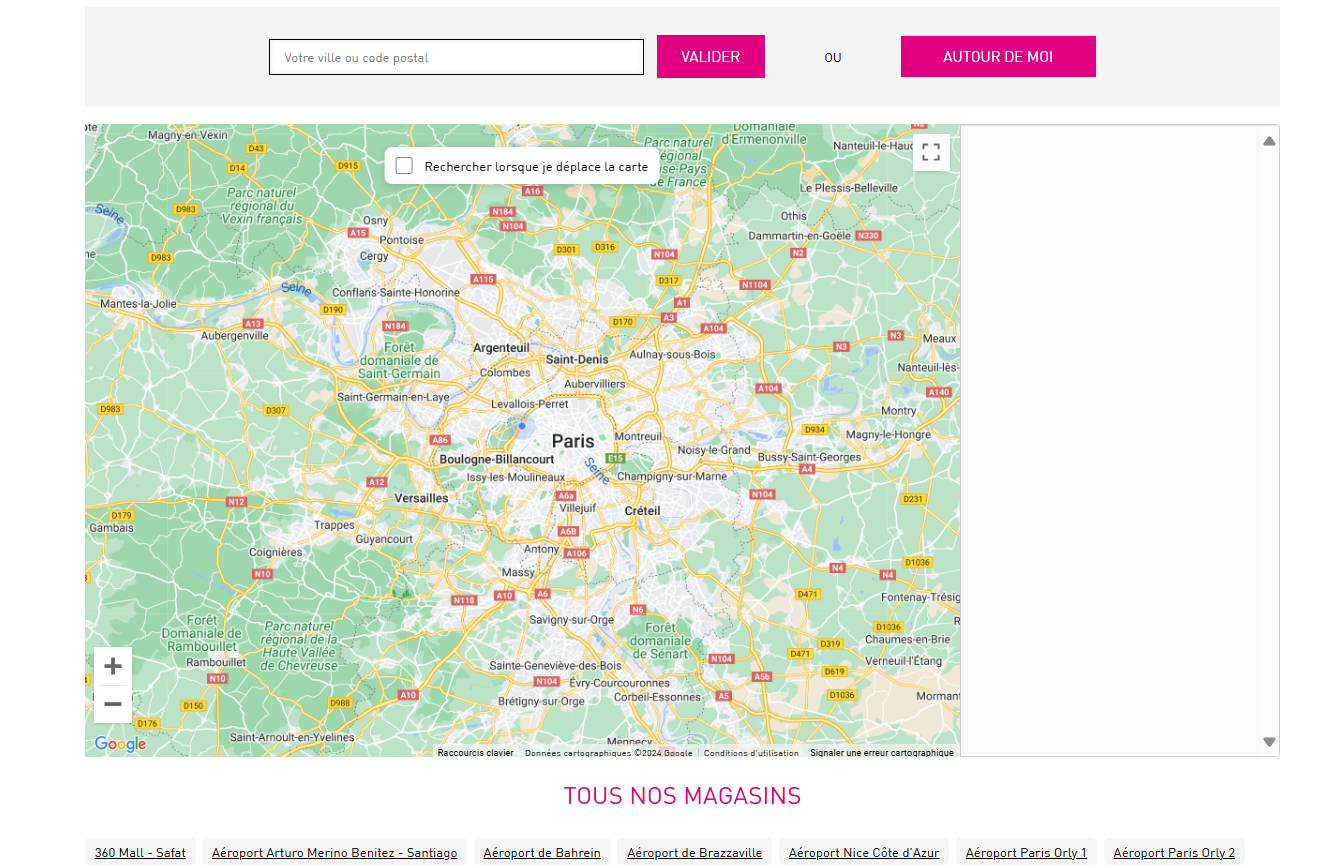 Votre ville ou code postal
VALIDER
OU
AUTOUR DE MOI
Magny-en-Vexin
D43
D14
D915
Rechercher lorsque je déplace la carte
Parc naturel
régional
Oise-Pays
de France
Domaniale
d'Ermenonville
N2
Nanteuil-le-Haud
Le Plessis-Belleville
A16
Parc naturel
régional du
Vexin français
D983
Seine
Osny
A15
Pontoise
Cergy
N184
N104
D301
D316
N104
Othis
Dammartin-en-Goële
N330
N2
D983
A115
D317
N1104
Seine
Conflans-Sainte-Honorine
Mantes-la-Jolie
D190
A1
A3
A13
Aubergenville
N184
D170
A104
N3
Meaux
Forêt
domaniale de
Saint-Germain
Argenteuil
Saint-Denis
Aulnay-sous-Bois
N3
Colombes
Aubervilliers
Nanteuil-lès-
Saint-Germain-en-Laye
Levallois-Perret
A104
A140
D983
D307
Montry
Paris
Montreuil
D934
Magny-le-Hongre
A86
Noisy-le-Grand
Boulogne-Billancourt
E15
Bussy-Saint-Georges
Seine
Issy-les-Moulineaux
Champigny-sur-Marne
A4
A12
Versailles
A6a
N104
D231
N12
Villejuif
Créteil
D179
Gambais
Trappes
Guyancourt
A6B
Coignières
Antony
A106
Massy
D1036
N10
N4
N4
N118
A10
A6
D471
Fontenay-Trésig
Savigny-sur-Orge
N6
Forêt
Domaniale de
Rambouillet
Parc naturel
régional de la
Haute Vallée
de Chevreuse
Forêt
domaniale
de Sénart
D1036
Chaumes-en-Brie
D319
D471
Verneuil-l'Étang
Rambouillet
Sainte-Geneviève-des-Bois
N104
D619
N10
N104
Évry-Courcouronnes
A5b
A10
Brétigny-sur-Orge
Corbeil-Essonnes
A5
D1036
Mormant
D150
D988
D176
Saint-Arnoult-en-Yvelines
Mennecy
Google
Raccourcis clavier
Données cartographiques ©2024 Google
Conditions d'utilisation
Signaler une erreur cartographique
TOUS NOS MAGASINS
360 Mall - Safat
Aéroport Arturo Merino Benitez - Santiago
Aéroport de Bahrein
Aéroport de Brazzaville
Aéroport Nice Côte d'Azur
Aéroport Paris Orly 1
Aéroport Paris Orly 2